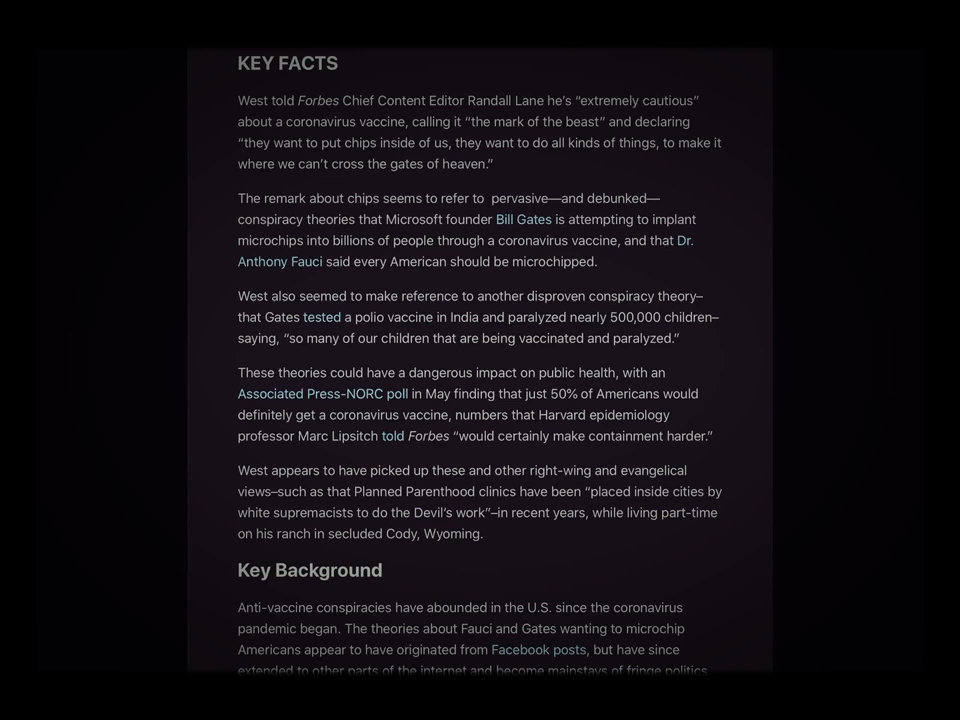 KEY FACTS
West told Forbes Chief Content Editor Randall Lane he’s “extremely cautious”
about a coronavirus vaccine, calling it “the mark of the beast” and declaring
“they want to put chips inside of us, they want to do all kinds of things, to make it
where we can’t cross the gates of heaven.”
The remark about chips seems to refer to  pervasive—and debunked—
conspiracy theories that Microsoft founder Bill Gates is attempting to implant
microchips into billions of people through a coronavirus vaccine, and that Dr.
Anthony Fauci said every American should be microchipped.
West also seemed to make reference to another disproven conspiracy theory–
that Gates tested a polio vaccine in India and paralyzed nearly 500,000 children–
saying, “so many of our children that are being vaccinated and paralyzed.”
These theories could have a dangerous impact on public health, with an
Associated Press-NORC poll in May finding that just 50% of Americans would
definitely get a coronavirus vaccine, numbers that Harvard epidemiology
professor Marc Lipsitch told Forbes “would certainly make containment harder.”
West appears to have picked up these and other right-wing and evangelical
views–such as that Planned Parenthood clinics have been “placed inside cities by
white supremacists to do the Devil’s work”–in recent years, while living part-time
on his ranch in secluded Cody, Wyoming.
Key Background
Anti-vaccine conspiracies have abounded in the U.S. since the coronavirus
pandemic began. The theories about Fauci and Gates wanting to microchip
Americans appear to have originated from Facebook posts, but have since
extended to other parts of the internet and become mainstays of fringe politics.